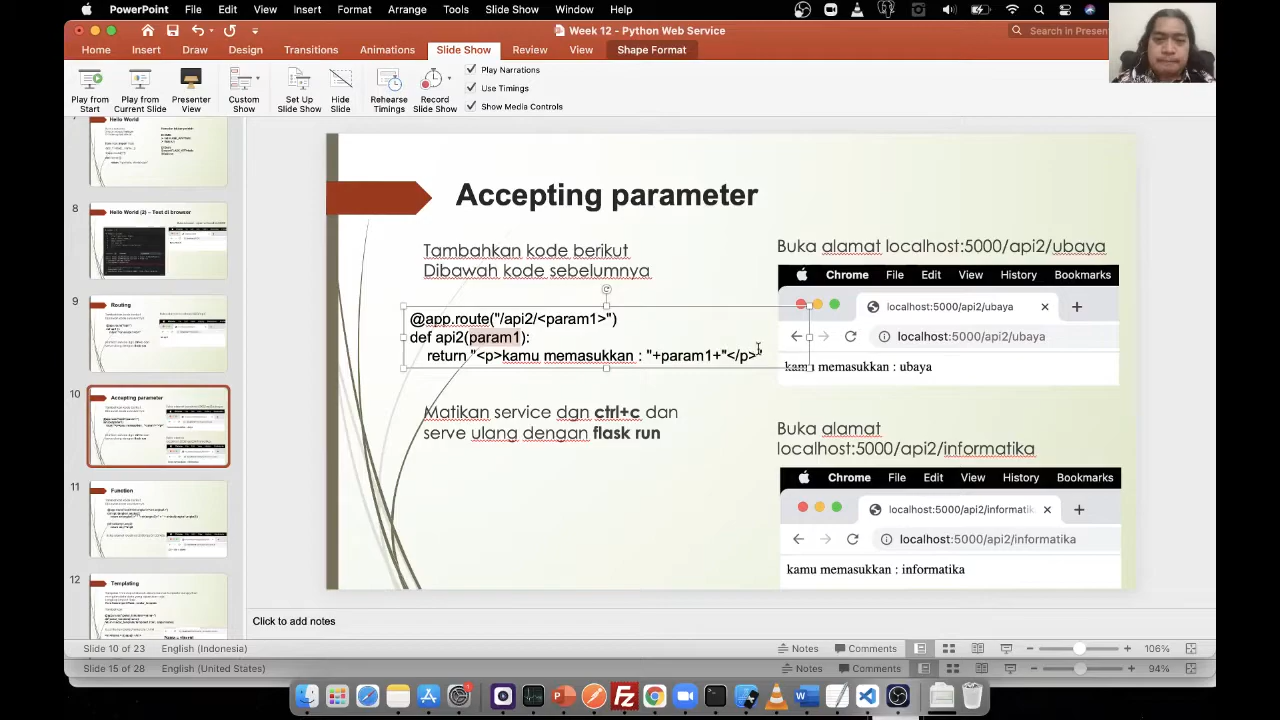 PowerPoint File Edit View Insert Format Arrange Tools Slide Show Window Help
Week 12 - Python Web Service
Search in Presen
Home Insert Draw Design Transitions Animations Slide Show Review View Shape Format
Play from Start
Play from Current Slide
Presenter View
Custom Show
Set Up Slide Show
Hide Slide
Rehearse Timings
Record Slide Show
Play Narrations
Use Timings
Show Media Controls
7
Hello World
8
Hello World (2) – Test di browser
9
Routing
10
Accepting parameter
11
Function
12
Templating
Accepting parameter
Tambahkan kode berikut
Dibawah kode sebelumnya
@app.route("/api2/<param1>")
def api2(param1):
return "<p>kamu memasukkan : "+param1+"</p>"
Matikan service dgn ctrl+c dan
serve ulang dengan flask run
Buka alamat localhost:5000/api2/ubaya
Chrome File Edit View History Bookmarks
localhost:5000/api2/ubaya
localhost:5000/api2/ubaya
kamu memasukkan : ubaya
Buka alamat
localhost:5000/api2/informatika
Chrome File Edit View History Bookmarks
localhost:5000/api2/informatik
localhost:5000/api2/informatika
kamu memasukkan : informatika
Click to add notes
Slide 10 of 23 English (Indonesia) Notes Comments 106%
Slide 15 of 28 English (United States) Notes Comments 94%